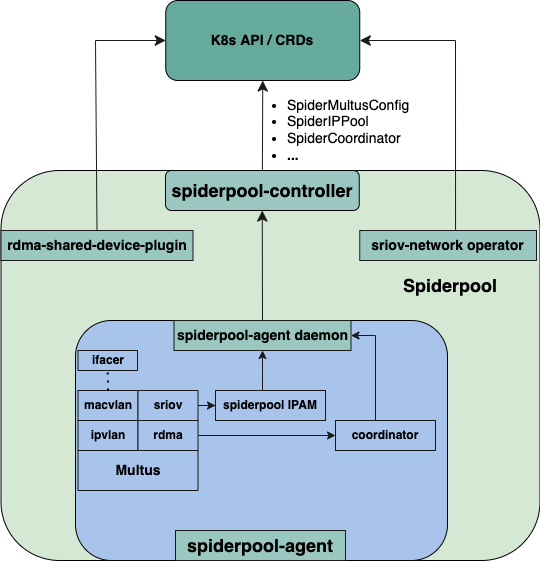 K8s API / CRDs
• SpiderMultusConfig
• SpiderIPPool
• SpiderCoordinator
• ...
spiderpool-controller
rdma-shared-device-plugin
sriov-network operator
Spiderpool
spiderpool-agent daemon
ifacer
macvlan
sriov
spiderpool IPAM
ipvlan
rdma
coordinator
Multus
spiderpool-agent